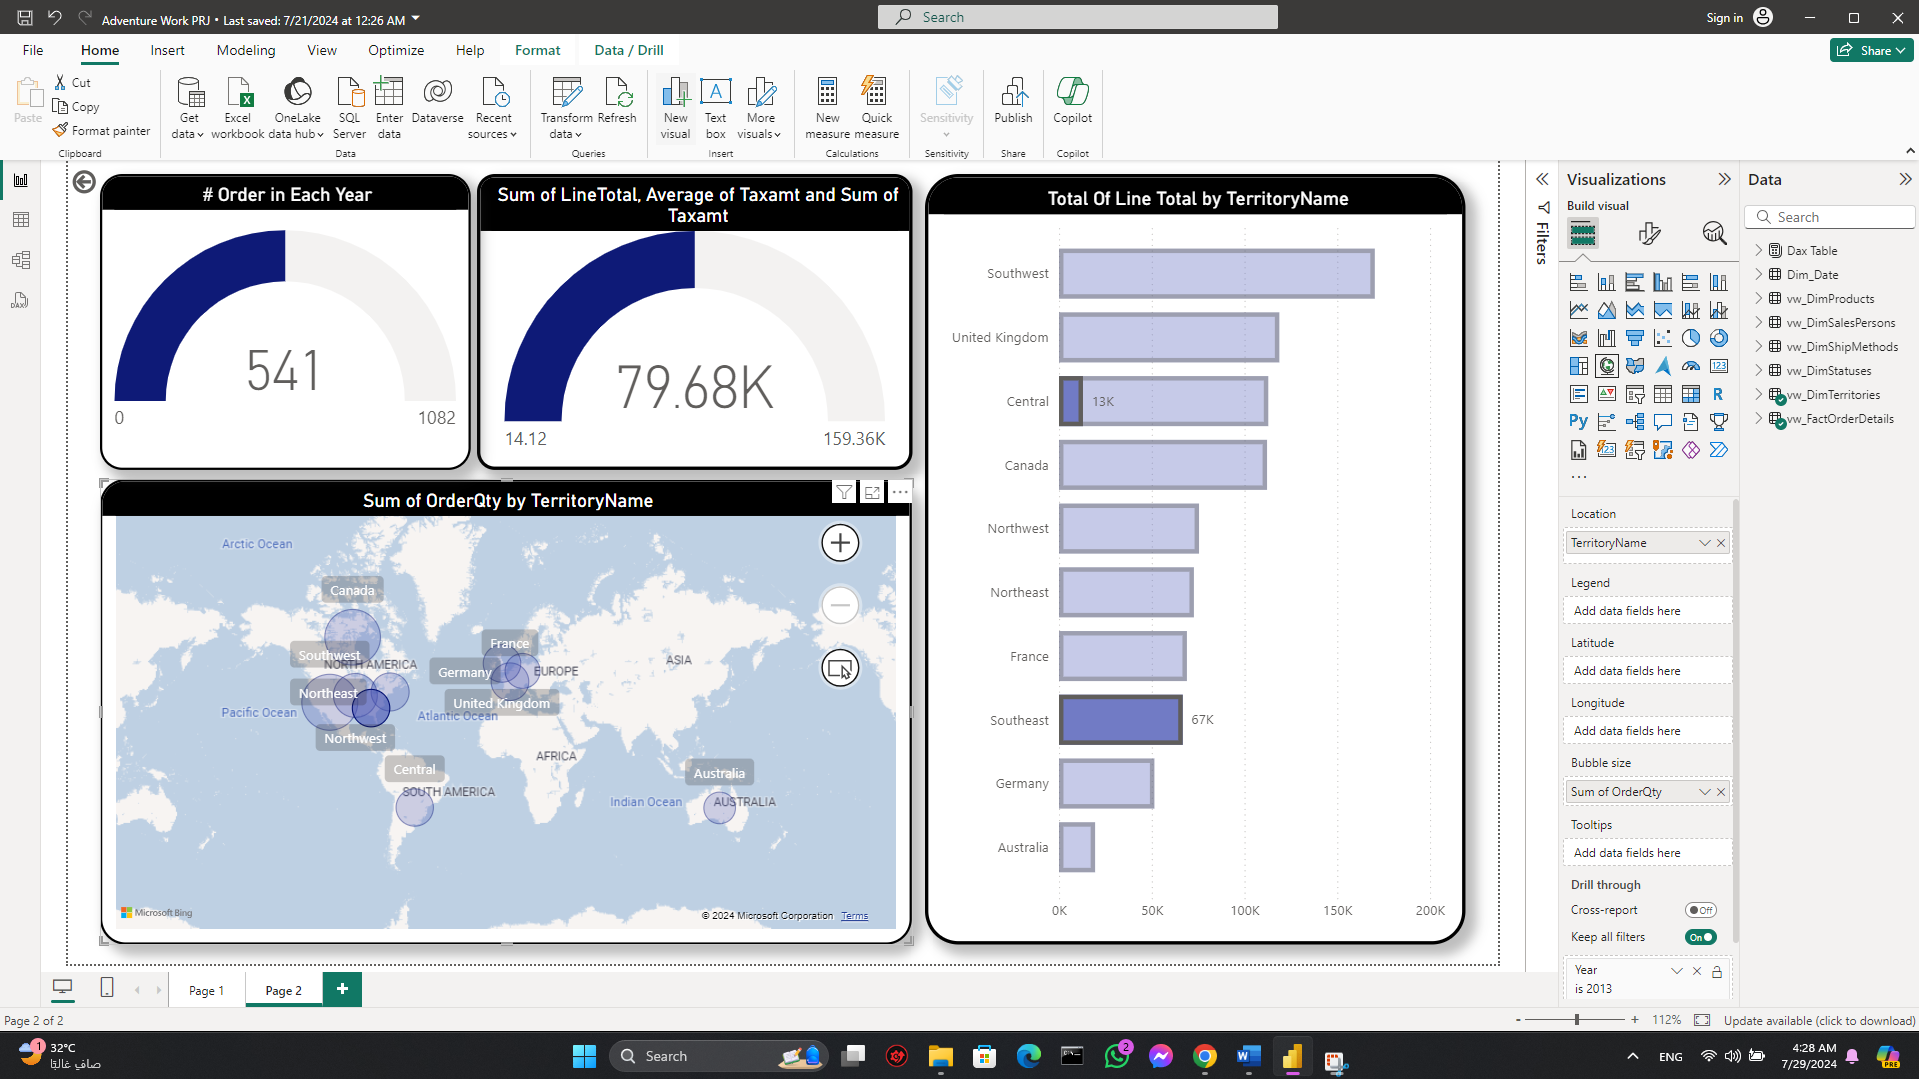 Adventure Work PRJ • Last saved: 7/21/2024 at 12:26 AM
Search
Sign in
File
Home
Insert
Modeling
View
Optimize
Help
Format
Data / Drill
Share
Paste
Cut
Copy
Format painter
Get data
Excel workbook
OneLake data hub
SQL Server
Enter data
Dataverse
Recent sources
Transform data
Refresh
New visual
Text box
More visuals
New measure
Quick measure
Sensitivity
Publish
Copilot
Clipboard
Data
Queries
Insert
Calculations
Sensitivity
Share
Copilot
# Order in Each Year
541
0
1082
Sum of LineTotal, Average of Taxamt and Sum of
Taxamt
79.68K
14.12
159.36K
Sum of OrderQty by TerritoryName
Arctic Ocean
Canada
Southwest
NORTH AMERICA
Northeast
Pacific Ocean
Northwest
Atlantic Ocean
France
Germany
EUROPE
United Kingdom
ASIA
AFRICA
Central
SOUTH AMERICA
Australia
Indian Ocean
AUSTRALIA
Microsoft Bing
© 2024 Microsoft Corporation Terms
Total Of Line Total by TerritoryName
Southwest
United Kingdom
Central
13K
Canada
Northwest
Northeast
France
Southeast
67K
Germany
Australia
0K
50K
100K
150K
200K
Filters
Visualizations
Build visual
R
Py
123
...
Location
TerritoryName
Legend
Add data fields here
Latitude
Add data fields here
Longitude
Add data fields here
Bubble size
Sum of OrderQty
Tooltips
Add data fields here
Drill through
Cross-report
Off
Keep all filters
On
Year
is 2013
Data
Search
Dax Table
Dim_Date
vw_DimProducts
vw_DimSalesPersons
vw_DimShipMethods
vw_DimStatuses
vw_DimTerritories
vw_FactOrderDetails
DAX
Page 1
Page 2
Page 2 of 2
112%
Update available (click to download)
1
32°C
صافي غالبًا
Search
2
ENG
4:28 AM
7/29/2024
PRE